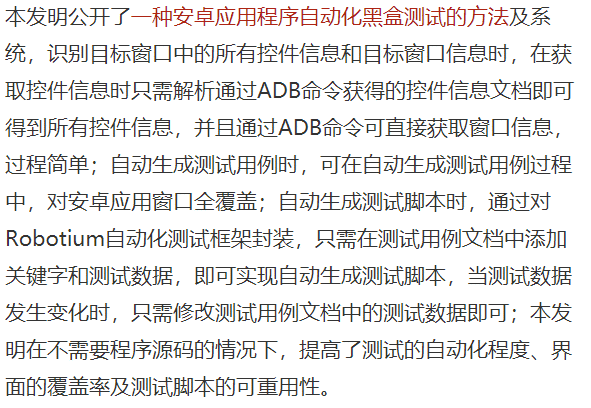 本发明公开了一种安卓应用程序自动化黑盒测试的方法及系
统，识别目标窗口中的所有控件信息和目标窗口信息时，在获
取控件信息时只需解析通过ADB命令获得的控件信息文档即可
得到所有控件信息，并且通过ADB命令可直接获取窗口信息，
过程简单；自动生成测试用例时，可在自动生成测试用例过程
中，对安卓应用窗口全覆盖；自动生成测试脚本时，通过对
Robotium自动化测试框架封装，只需在测试用例文档中添加
关键字和测试数据，即可实现自动生成测试脚本，当测试数据
发生变化时，只需修改测试用例文档中的测试数据即可；本发
明在不需要程序源码的情况下，提高了测试的自动化程度、界
面的覆盖率及测试脚本的可重用性。